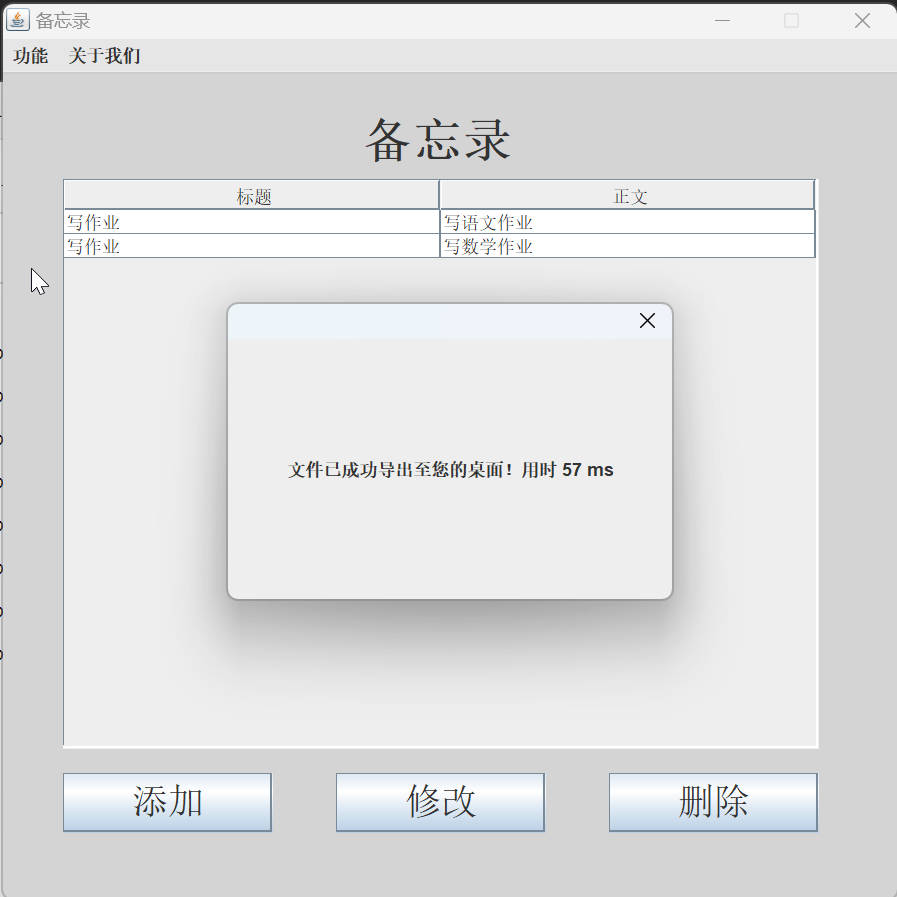 备忘录
功能 关于我们
备忘录
标题 正文
写作业 写语文作业
写作业 写数学作业
文件已成功导出至您的桌面！用时 57 ms
添加 修改 删除